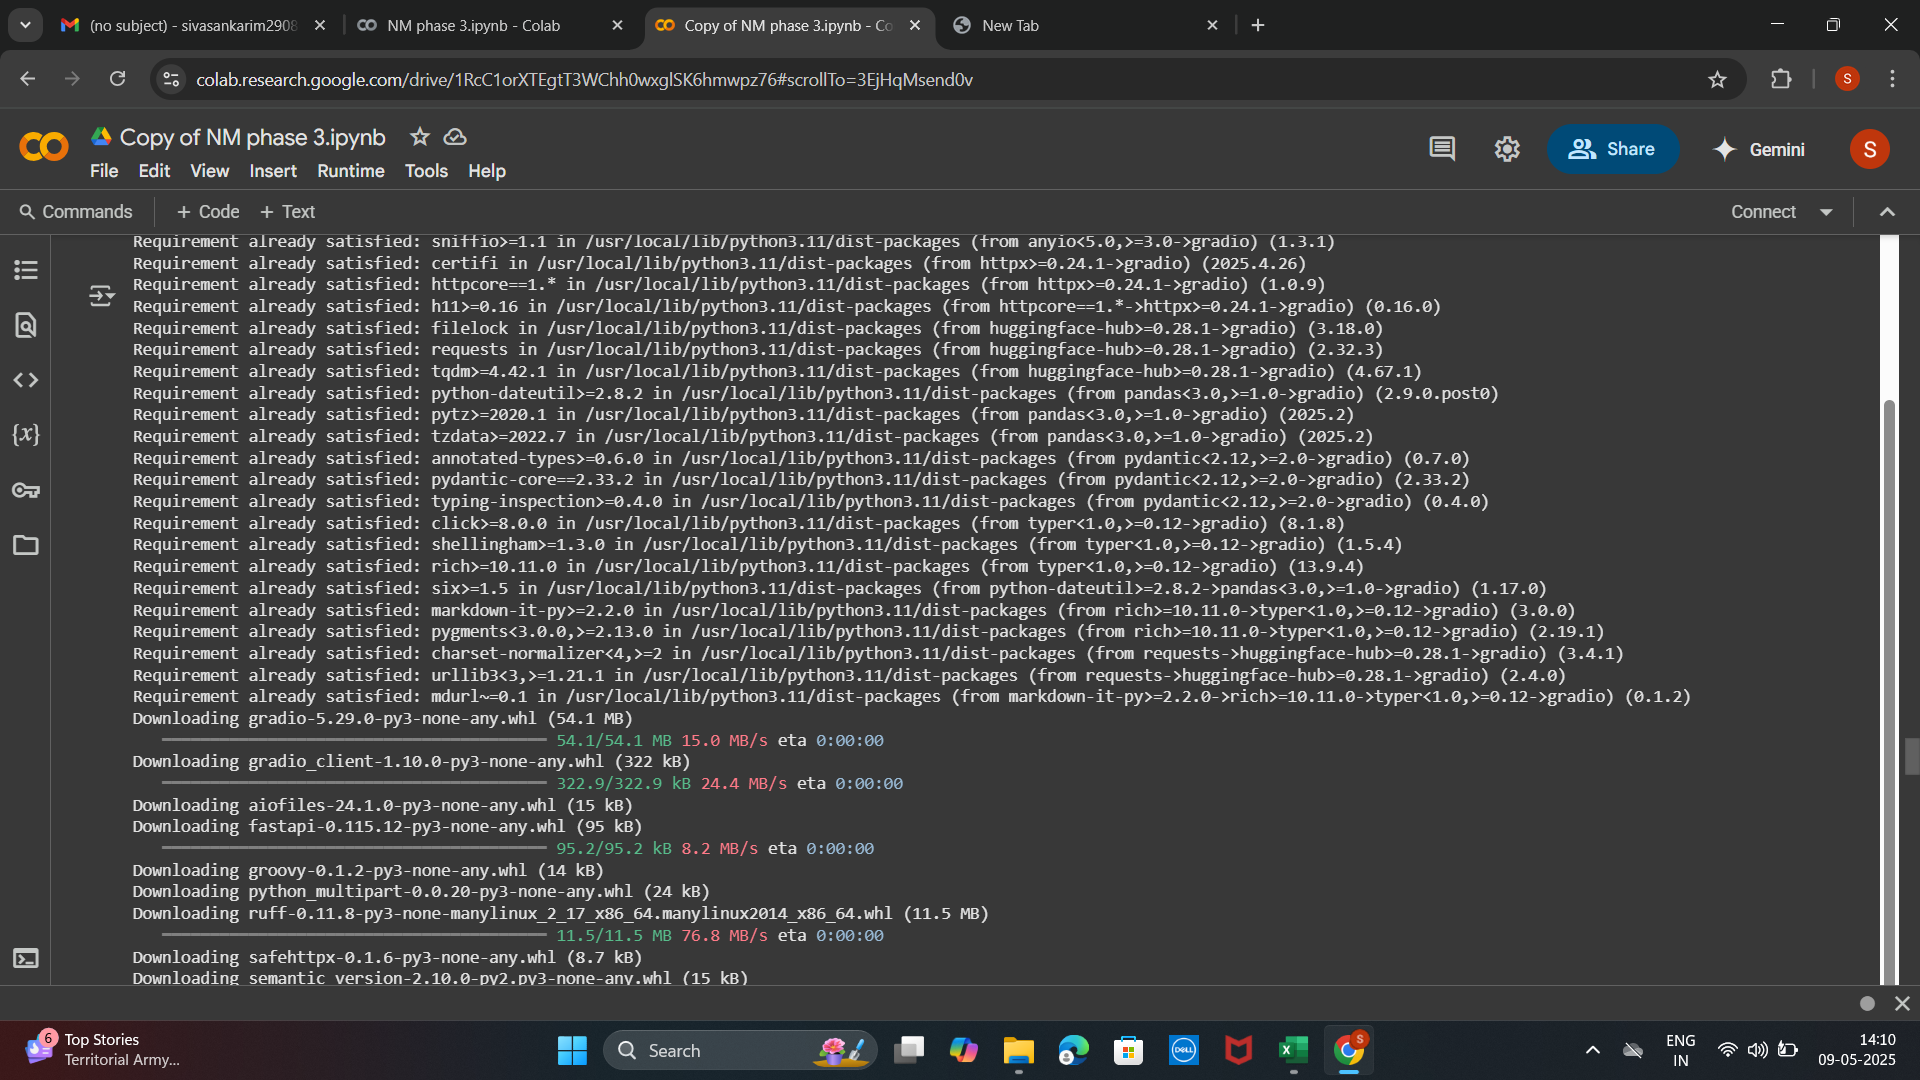 (no subject) - sivasankarim2908
NM phase 3.ipynb - Colab
Copy of NM phase 3.ipynb - Co
New Tab
colab.research.google.com/drive/1RcC1orXTEgtT3WChh0wxglSK6hmwpz76#scrollTo=3EjHqMsend0v
S
Copy of NM phase 3.ipynb
File Edit View Insert Runtime Tools Help
Share
Gemini
S
Commands
+ Code + Text
Connect
Requirement already satisfied: sniffio>=1.1 in /usr/local/lib/python3.11/dist-packages (from anyio<5.0,>=3.0->gradio) (1.3.1)
Requirement already satisfied: certifi in /usr/local/lib/python3.11/dist-packages (from httpx>=0.24.1->gradio) (2025.4.26)
Requirement already satisfied: httpcore==1.* in /usr/local/lib/python3.11/dist-packages (from httpx>=0.24.1->gradio) (1.0.9)
Requirement already satisfied: h11>=0.16 in /usr/local/lib/python3.11/dist-packages (from httpcore==1.*->httpx>=0.24.1->gradio) (0.16.0)
Requirement already satisfied: filelock in /usr/local/lib/python3.11/dist-packages (from huggingface-hub>=0.28.1->gradio) (3.18.0)
Requirement already satisfied: requests in /usr/local/lib/python3.11/dist-packages (from huggingface-hub>=0.28.1->gradio) (2.32.3)
Requirement already satisfied: tqdm>=4.42.1 in /usr/local/lib/python3.11/dist-packages (from huggingface-hub>=0.28.1->gradio) (4.67.1)
Requirement already satisfied: python-dateutil>=2.8.2 in /usr/local/lib/python3.11/dist-packages (from pandas<3.0,>=1.0->gradio) (2.9.0.post0)
Requirement already satisfied: pytz>=2020.1 in /usr/local/lib/python3.11/dist-packages (from pandas<3.0,>=1.0->gradio) (2025.2)
Requirement already satisfied: tzdata>=2022.7 in /usr/local/lib/python3.11/dist-packages (from pandas<3.0,>=1.0->gradio) (2025.2)
Requirement already satisfied: annotated-types>=0.6.0 in /usr/local/lib/python3.11/dist-packages (from pydantic<2.12,>=2.0->gradio) (0.7.0)
Requirement already satisfied: pydantic-core==2.33.2 in /usr/local/lib/python3.11/dist-packages (from pydantic<2.12,>=2.0->gradio) (2.33.2)
Requirement already satisfied: typing-inspection>=0.4.0 in /usr/local/lib/python3.11/dist-packages (from pydantic<2.12,>=2.0->gradio) (0.4.0)
Requirement already satisfied: click>=8.0.0 in /usr/local/lib/python3.11/dist-packages (from typer<1.0,>=0.12->gradio) (8.1.8)
Requirement already satisfied: shellingham>=1.3.0 in /usr/local/lib/python3.11/dist-packages (from typer<1.0,>=0.12->gradio) (1.5.4)
Requirement already satisfied: rich>=10.11.0 in /usr/local/lib/python3.11/dist-packages (from typer<1.0,>=0.12->gradio) (13.9.4)
Requirement already satisfied: six>=1.5 in /usr/local/lib/python3.11/dist-packages (from python-dateutil>=2.8.2->pandas<3.0,>=1.0->gradio) (1.17.0)
Requirement already satisfied: markdown-it-py>=2.2.0 in /usr/local/lib/python3.11/dist-packages (from rich>=10.11.0->typer<1.0,>=0.12->gradio) (3.0.0)
Requirement already satisfied: pygments<3.0.0,>=2.13.0 in /usr/local/lib/python3.11/dist-packages (from rich>=10.11.0->typer<1.0,>=0.12->gradio) (2.19.1)
Requirement already satisfied: charset-normalizer<4,>=2 in /usr/local/lib/python3.11/dist-packages (from requests->huggingface-hub>=0.28.1->gradio) (3.4.1)
Requirement already satisfied: urllib3<3,>=1.21.1 in /usr/local/lib/python3.11/dist-packages (from requests->huggingface-hub>=0.28.1->gradio) (2.4.0)
Requirement already satisfied: mdurl~=0.1 in /usr/local/lib/python3.11/dist-packages (from markdown-it-py>=2.2.0->rich>=10.11.0->typer<1.0,>=0.12->gradio) (0.1.2)
Downloading gradio-5.29.0-py3-none-any.whl (54.1 MB)
54.1/54.1 MB 15.0 MB/s eta 0:00:00
Downloading gradio_client-1.10.0-py3-none-any.whl (322 kB)
322.9/322.9 kB 24.4 MB/s eta 0:00:00
Downloading aiofiles-24.1.0-py3-none-any.whl (15 kB)
Downloading fastapi-0.115.12-py3-none-any.whl (95 kB)
95.2/95.2 kB 8.2 MB/s eta 0:00:00
Downloading groovy-0.1.2-py3-none-any.whl (14 kB)
Downloading python_multipart-0.0.20-py3-none-any.whl (24 kB)
Downloading ruff-0.11.8-py3-none-manylinux_2_17_x86_64.manylinux2014_x86_64.whl (11.5 MB)
11.5/11.5 MB 76.8 MB/s eta 0:00:00
Downloading safehttpx-0.1.6-py3-none-any.whl (8.7 kB)
Downloading semantic_version-2.10.0-py2.py3-none-any.whl (15 kB)
6
Top Stories
Territorial Army...
Search
DELL
S
ENG
IN
14:10
09-05-2025